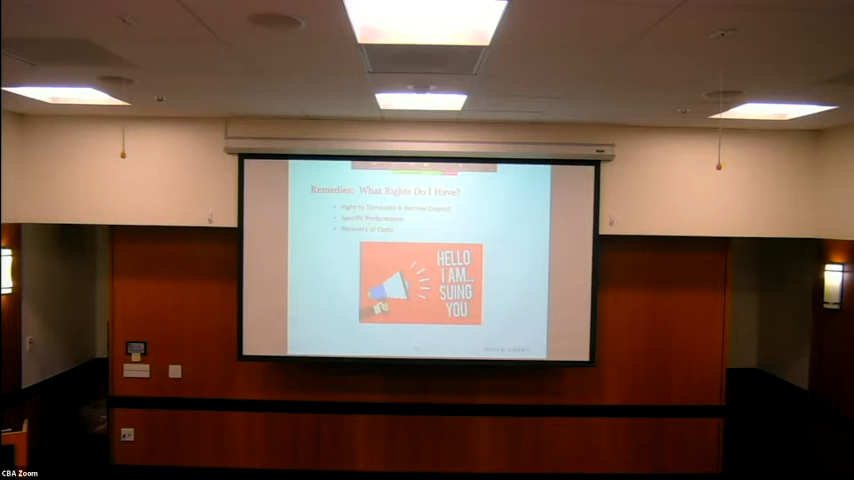 Remedies: What Rights Do I Have?
• Right to Terminate & Receive Deposit
• Specific Performance
• Recovery of Costs
HELLO
I AM...
SUING
YOU
CBA Zoom